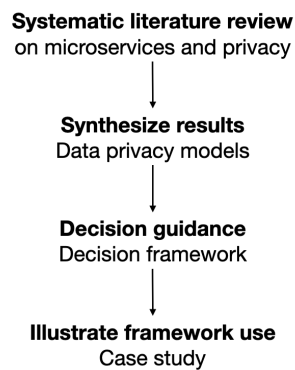 Systematic literature review
on microservices and privacy
Synthesize results
Data privacy models
Decision guidance
Decision framework
Illustrate framework use
Case study